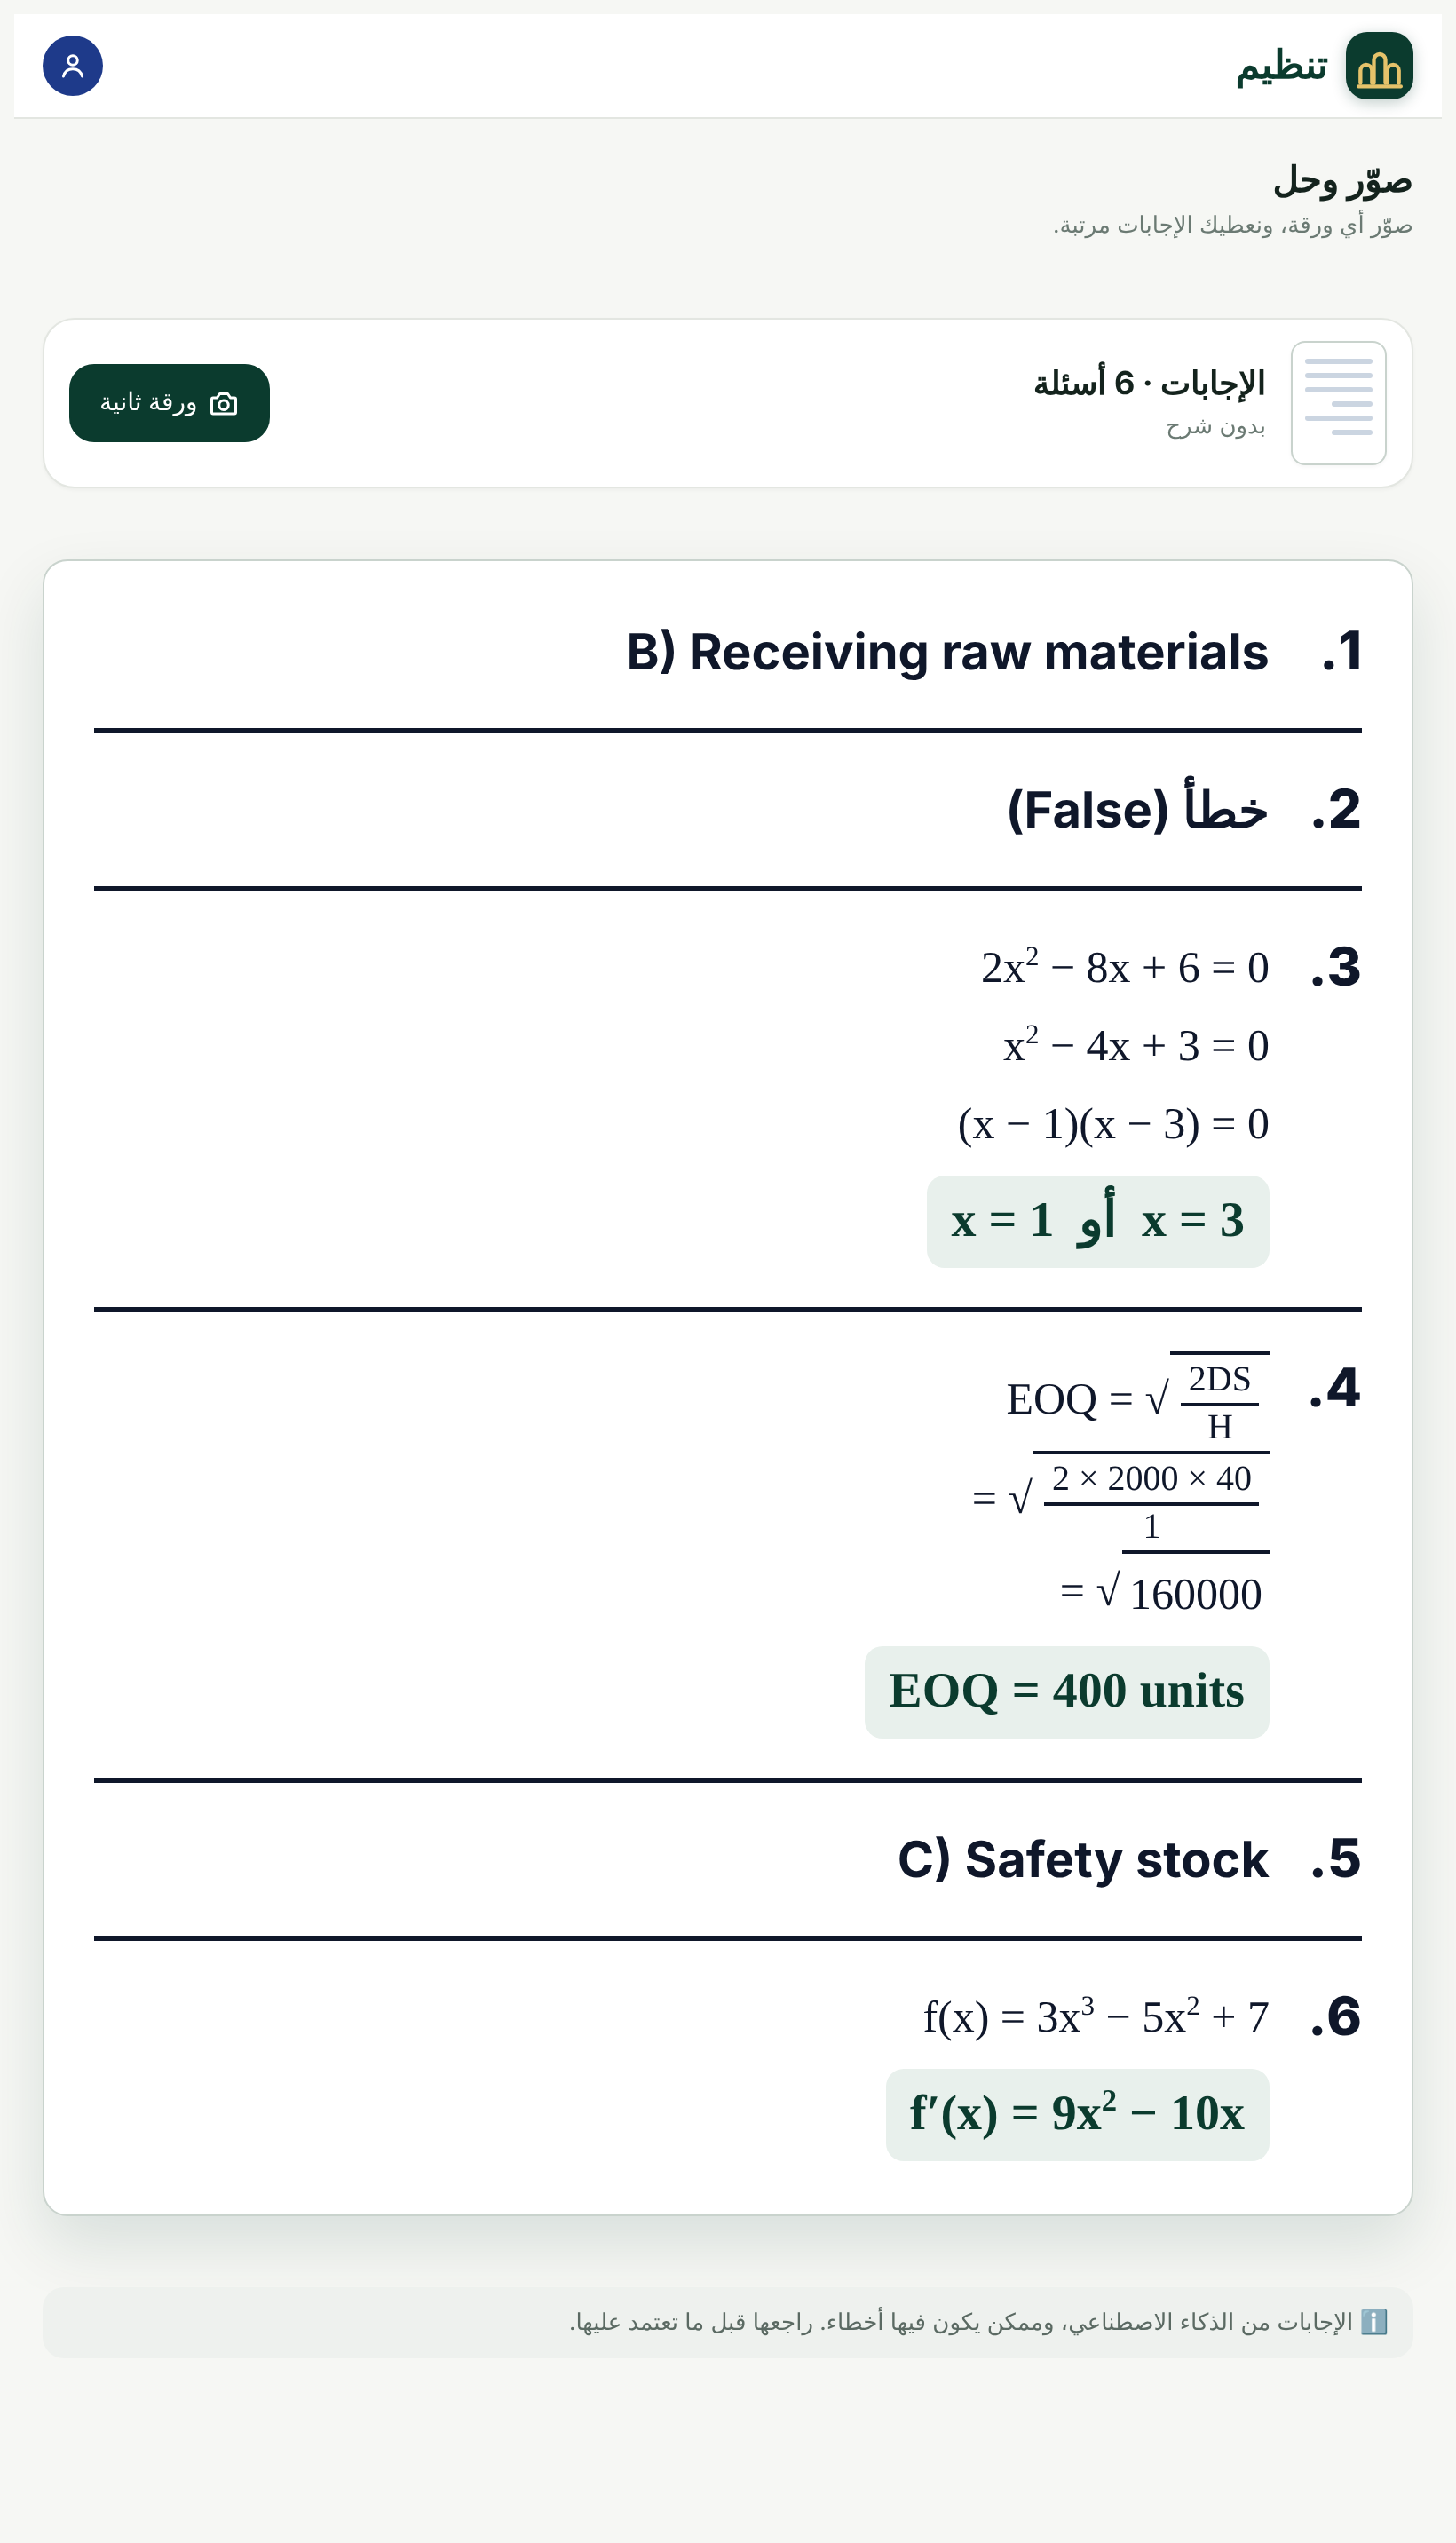 تنظيم
صوّر وحل
صوّر أي ورقة، ونعطيك الإجابات مرتبة.
الإجابات · 6 أسئلة
بدون شرح
ورقة ثانية
1. B) Receiving raw materials
2. خطأ (False)
3. 2x² − 8x + 6 = 0
x² − 4x + 3 = 0
(x − 1)(x − 3) = 0
x = 1 أو x = 3
4. EOQ = √(2DS / H)
= √(2 × 2000 × 40 / 1)
= √160000
EOQ = 400 units
5. C) Safety stock
6. f(x) = 3x³ − 5x² + 7
f′(x) = 9x² − 10x
ℹ️ الإجابات من الذكاء الاصطناعي، وممكن يكون فيها أخطاء. راجعها قبل ما تعتمد عليها.